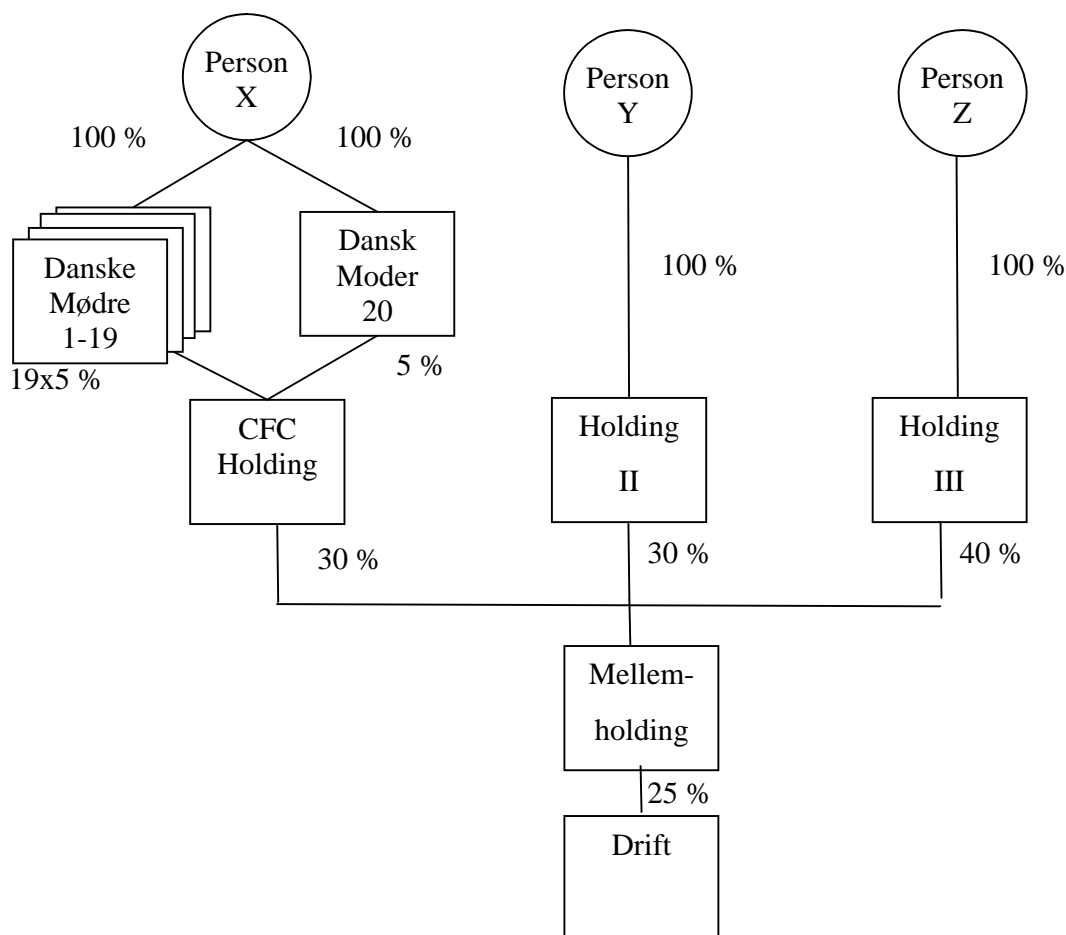 Person
X
Person
Y
Person
Z
100 %
100 %
Danske
Mødre
1-19
Dansk
Moder
20
100 %
100 %
19x5 %
5 %
CFC
Holding
Holding
II
Holding
III
30 %
30 %
40 %
Mellem-
holding
25 %
Drift